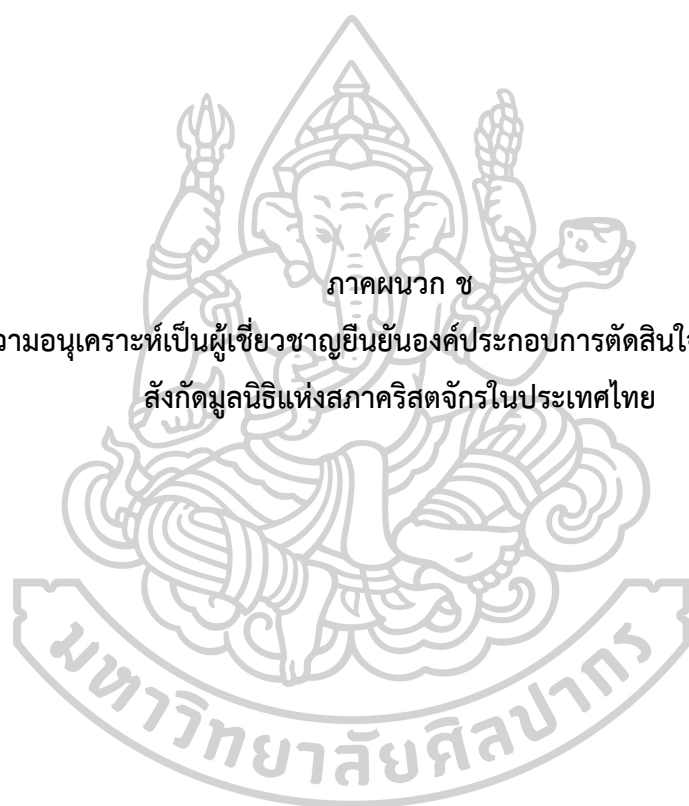 ภาคผนวก ช
วามอนุเคราะห์เป็นผู้เชี่ยวชาญยืนยันองค์ประกอบการตัดสินใ
สังกัดมูลนิธิแห่งสภาคริสตจักรในประเทศไทย
มหาวิทยาลัยศิลปากร